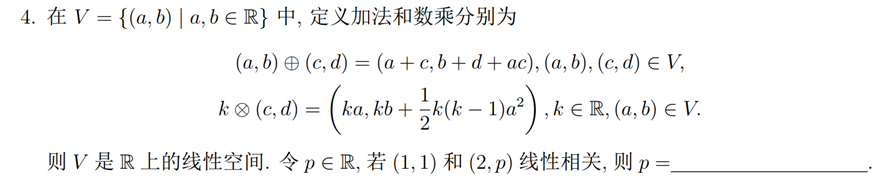 4. 在 V = {(a, b) | a, b ∈ ℝ} 中, 定义加法和数乘分别为
(a, b) ⊕ (c, d) = (a + c, b + d + ac), (a, b), (c, d) ∈ V,
k ⊗ (c, d) = (ka, kb + \frac{1}{2}k(k − 1)a²), k ∈ ℝ, (a, b) ∈ V.
则 V 是 ℝ 上的线性空间. 令 p ∈ ℝ, 若 (1, 1) 和 (2, p) 线性相关, 则 p =____________.